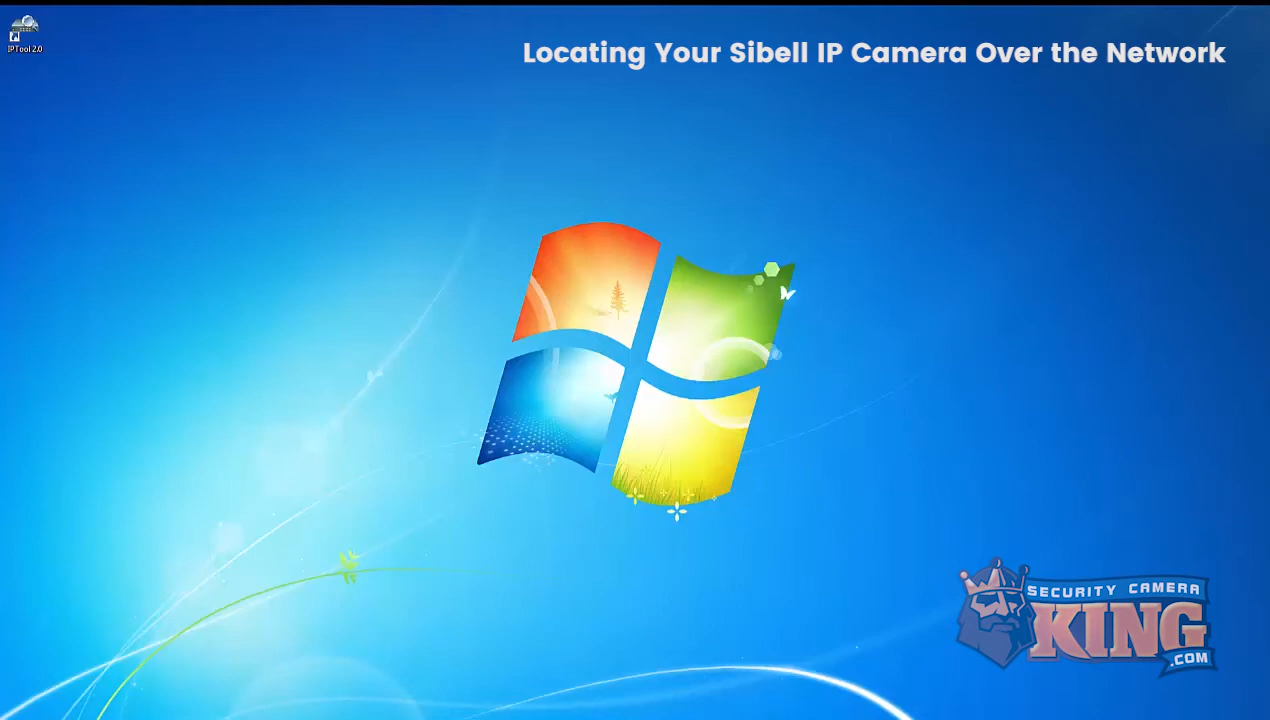 IPTool 2.0
Locating Your Sibell IP Camera Over the Network
SECURITY CAMERA
KING
.COM